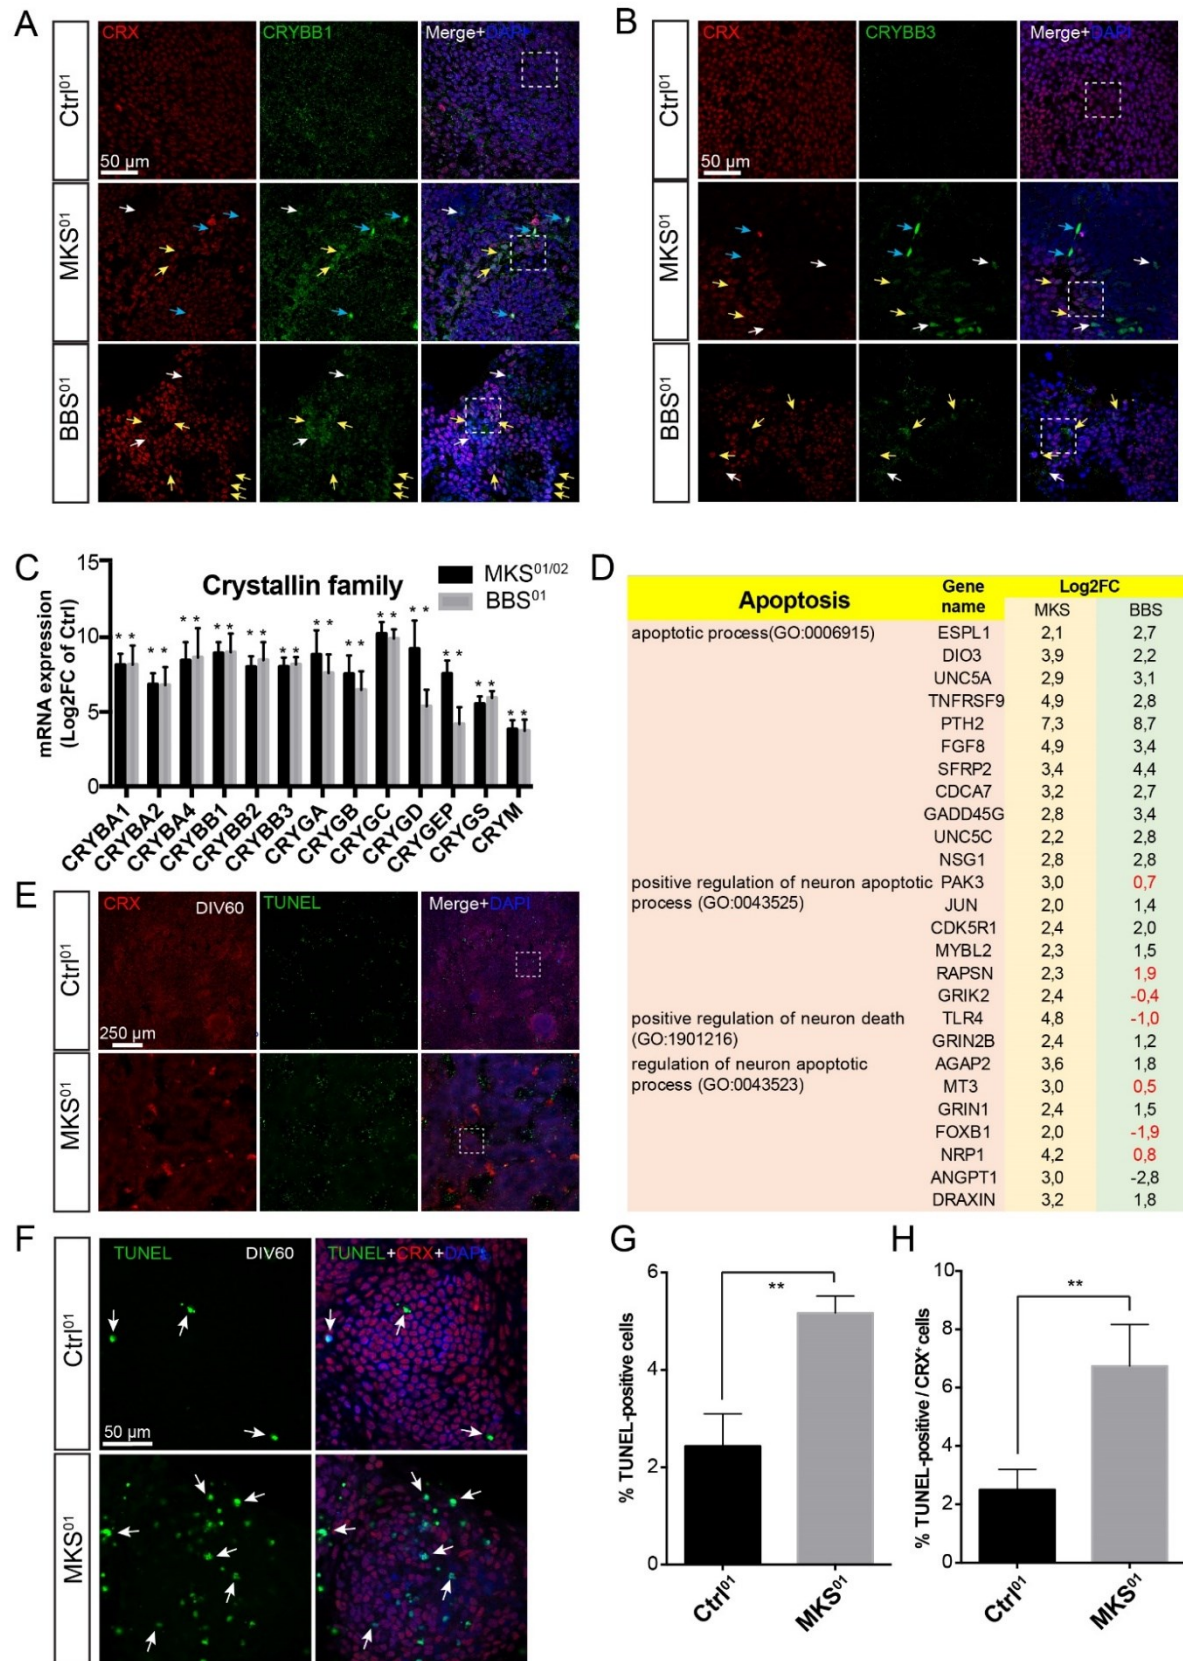 A
CRX
CRYBB1
Merge+DAPI
Ctrl01
50 µm
MKS01
BBS01
B
CRX
CRYBB3
Merge+DAPI
Ctrl01
50 µm
MKS01
BBS01
C
Crystallin family
MKS01/02
BBS01
mRNA expression
(Log2FC of Ctrl)
15
10
5
0
* * * * * * * * * * * * * * * * * * * * * * * * * *
CRYBA1
CRYBA2
CRYBA4
CRYBB1
CRYBB2
CRYBB3
CRYGA
CRYGB
CRYGC
CRYGD
CRYGEP
CRYGS
CRYM
D
Apoptosis Gene name Log2FC
MKS BBS
apoptotic process(GO:0006915) ESPL1 2,1 2,7
DIO3 3,9 2,2
UNC5A 2,9 3,1
TNFRSF9 4,9 2,8
PTH2 7,3 8,7
FGF8 4,9 3,4
SFRP2 3,4 4,4
CDCA7 3,2 2,7
GADD45G 2,8 3,4
UNC5C 2,2 2,8
NSG1 2,8 2,8
positive regulation of neuron apoptotic PAK3 3,0 0,7
process (GO:0043525) JUN 2,0 1,4
CDK5R1 2,4 2,0
MYBL2 2,3 1,5
RAPSN 2,3 1,9
GRIK2 2,4 -0,4
positive regulation of neuron death TLR4 4,8 -1,0
(GO:1901216) GRIN2B 2,4 1,2
regulation of neuron apoptotic AGAP2 3,6 1,8
process (GO:0043523) MT3 3,0 0,5
GRIN1 2,4 1,5
FOXB1 2,0 -1,9
NRP1 4,2 0,8
ANGPT1 3,0 -2,8
DRAXIN 3,2 1,8
E
CRX DIV60
TUNEL
Merge+DAPI
Ctrl01
250 µm
MKS01
F
TUNEL DIV60
TUNEL+CRX+DAPI
Ctrl01
50 µm
MKS01
G
% TUNEL-positive cells
6
4
2
0
**
Ctrl01
MKS01
H
% TUNEL-positive / CRX+ cells
10
8
6
4
2
0
**
Ctrl01
MKS01